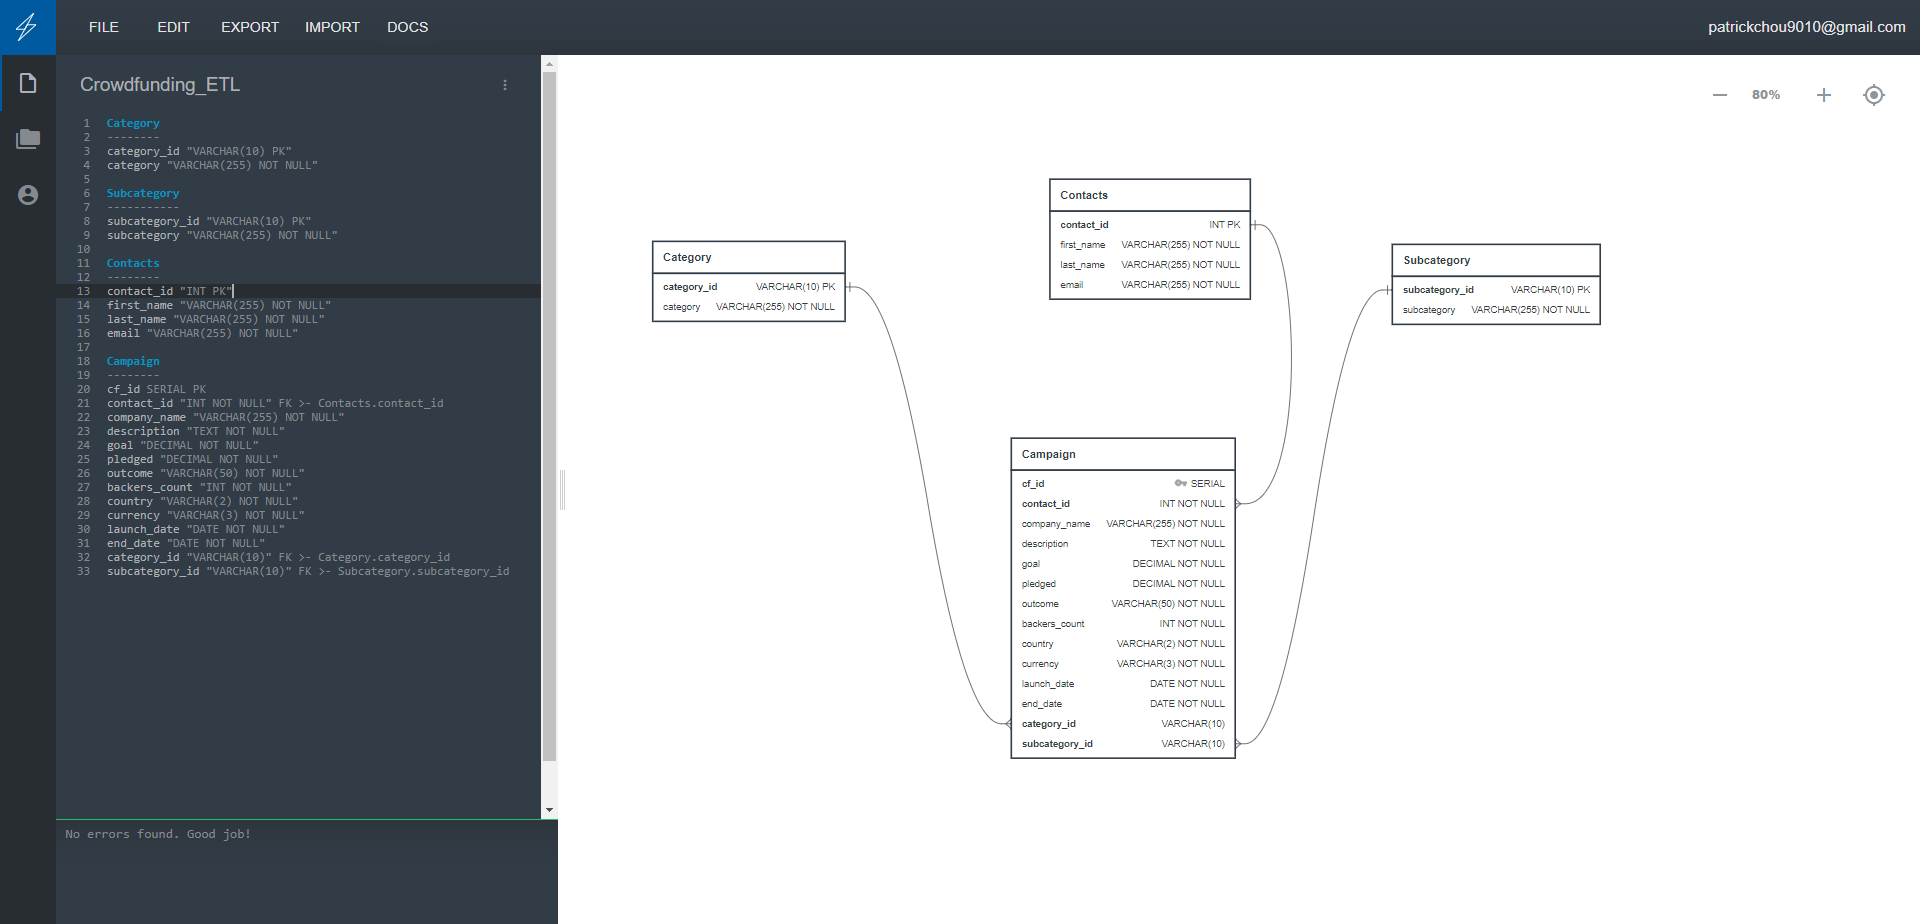 FILE EDIT EXPORT IMPORT DOCS patrickchou9010@gmail.com
Crowdfunding_ETL
1 Category
2 --------
3 category_id "VARCHAR(10) PK"
4 category "VARCHAR(255) NOT NULL"
5
6 Subcategory
7 -----------
8 subcategory_id "VARCHAR(10) PK"
9 subcategory "VARCHAR(255) NOT NULL"
10
11 Contacts
12 --------
13 contact_id "INT PK"
14 first_name "VARCHAR(255) NOT NULL"
15 last_name "VARCHAR(255) NOT NULL"
16 email "VARCHAR(255) NOT NULL"
17
18 Campaign
19 --------
20 cf_id SERIAL PK
21 contact_id "INT NOT NULL" FK >- Contacts.contact_id
22 company_name "VARCHAR(255) NOT NULL"
23 description "TEXT NOT NULL"
24 goal "DECIMAL NOT NULL"
25 pledged "DECIMAL NOT NULL"
26 outcome "VARCHAR(50) NOT NULL"
27 backers_count "INT NOT NULL"
28 country "VARCHAR(2) NOT NULL"
29 currency "VARCHAR(3) NOT NULL"
30 launch_date "DATE NOT NULL"
31 end_date "DATE NOT NULL"
32 category_id "VARCHAR(10)" FK >- Category.category_id
33 subcategory_id "VARCHAR(10)" FK >- Subcategory.subcategory_id
No errors found. Good job!
80%
Category
category_id VARCHAR(10) PK
category VARCHAR(255) NOT NULL
Contacts
contact_id INT PK
first_name VARCHAR(255) NOT NULL
last_name VARCHAR(255) NOT NULL
email VARCHAR(255) NOT NULL
Subcategory
subcategory_id VARCHAR(10) PK
subcategory VARCHAR(255) NOT NULL
Campaign
cf_id SERIAL
contact_id INT NOT NULL
company_name VARCHAR(255) NOT NULL
description TEXT NOT NULL
goal DECIMAL NOT NULL
pledged DECIMAL NOT NULL
outcome VARCHAR(50) NOT NULL
backers_count INT NOT NULL
country VARCHAR(2) NOT NULL
currency VARCHAR(3) NOT NULL
launch_date DATE NOT NULL
end_date DATE NOT NULL
category_id VARCHAR(10)
subcategory_id VARCHAR(10)